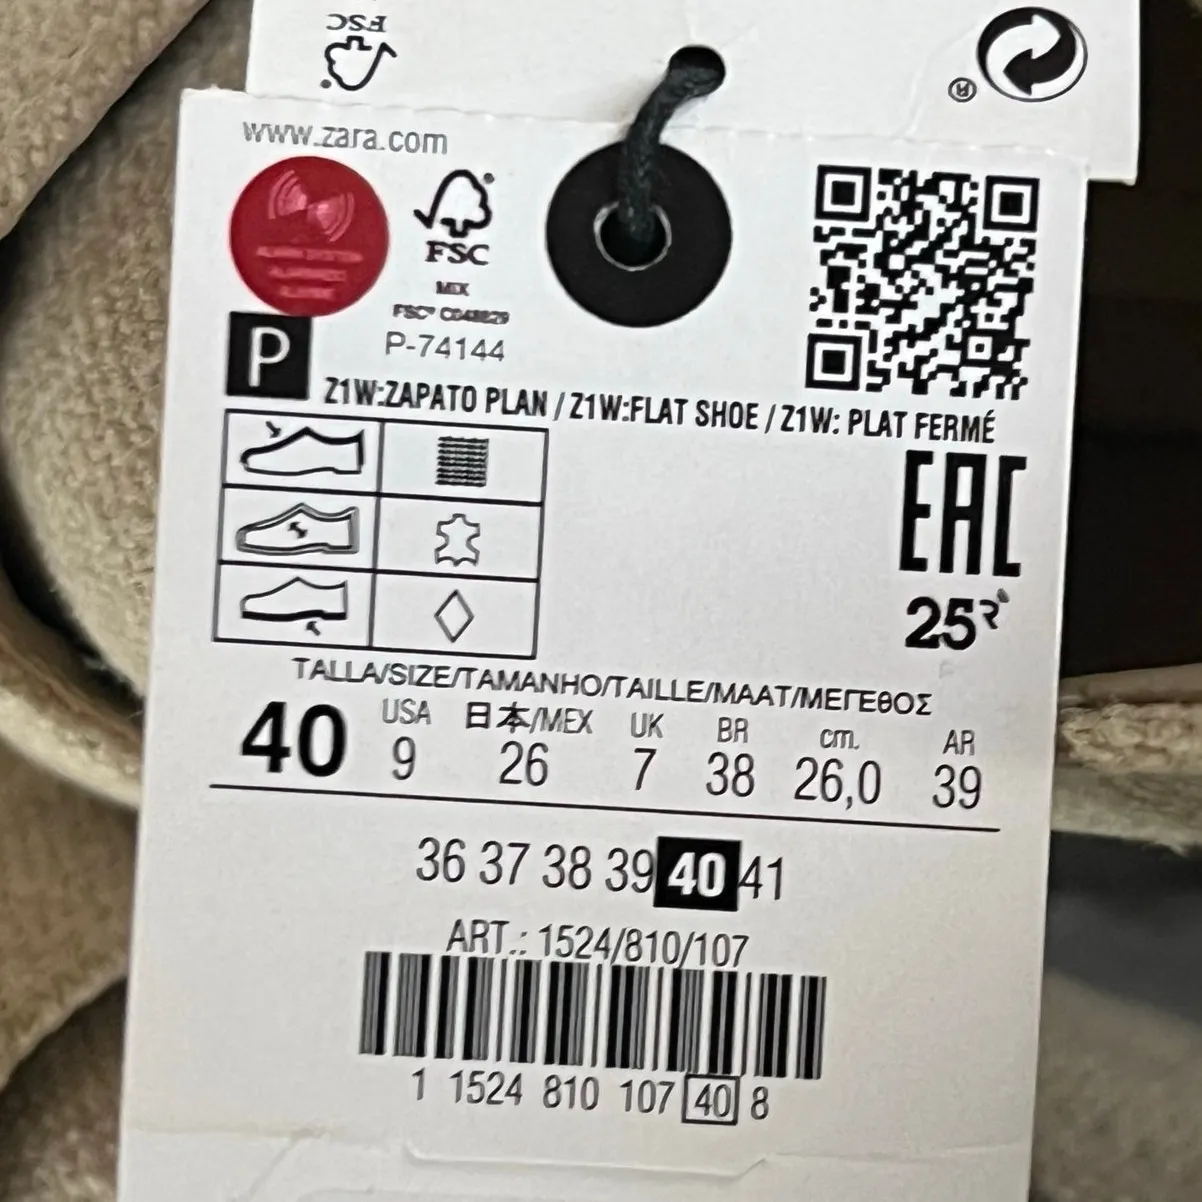 FSC
®
www.zara.com
FSC
MIX
P-74144
P
Z1W:ZAPATO PLAN / Z1W:FLAT SHOE / Z1W: PLAT FERMÉ
EAC
25
TALLA/SIZE/TAMANHO/TAILLE/MAAT/ΜΕΓΕΘΟΣ
USA 日本/MEX UK BR cm. AR
40 9 26 7 38 26,0 39
36 37 38 39 40 41
ART.: 1524/810/107
1 1524 810 107 40 8